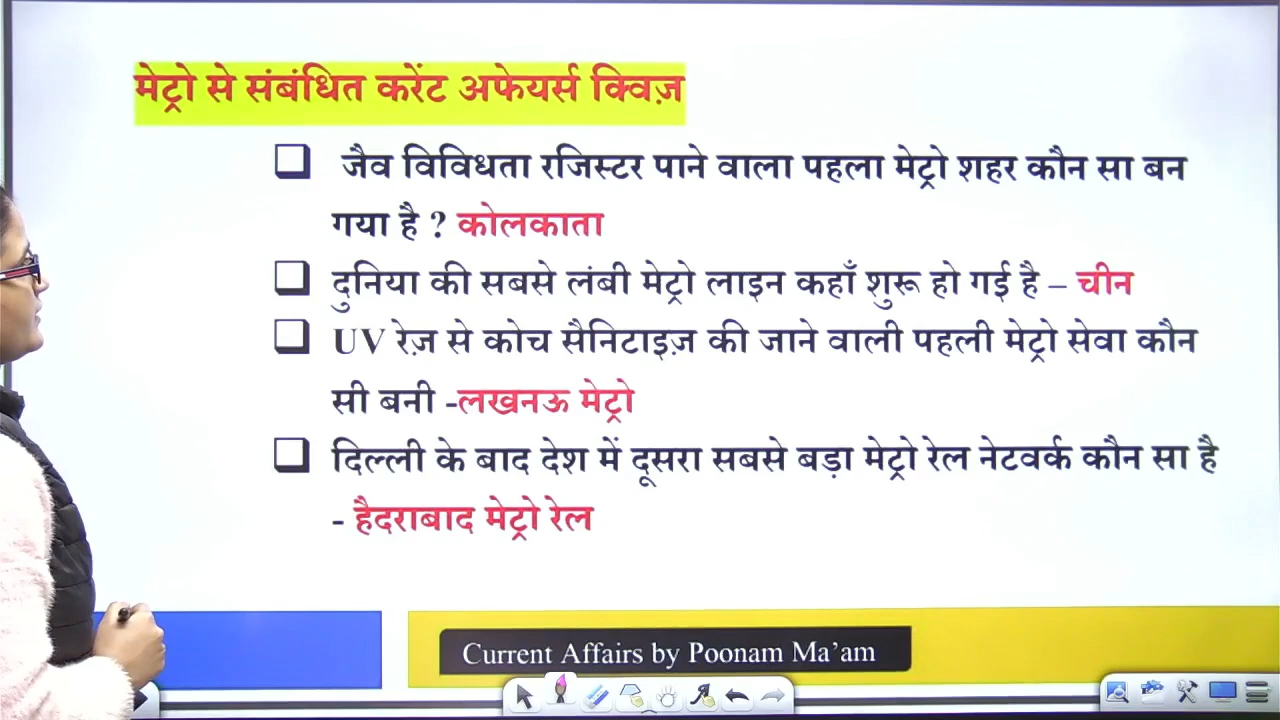 मेट्रो से संबंधित करेंट अफेयर्स क्विज़
जैव विविधता रजिस्टर पाने वाला पहला मेट्रो शहर कौन सा बन
गया है ? कोलकाता
दुनिया की सबसे लंबी मेट्रो लाइन कहाँ शुरू हो गई है – चीन
UV रेज़ से कोच सैनिटाइज़ की जाने वाली पहली मेट्रो सेवा कौन
सी बनी -लखनऊ मेट्रो
दिल्ली के बाद देश में दूसरा सबसे बड़ा मेट्रो रेल नेटवर्क कौन सा है
- हैदराबाद मेट्रो रेल
Current Affairs by Poonam Ma’am